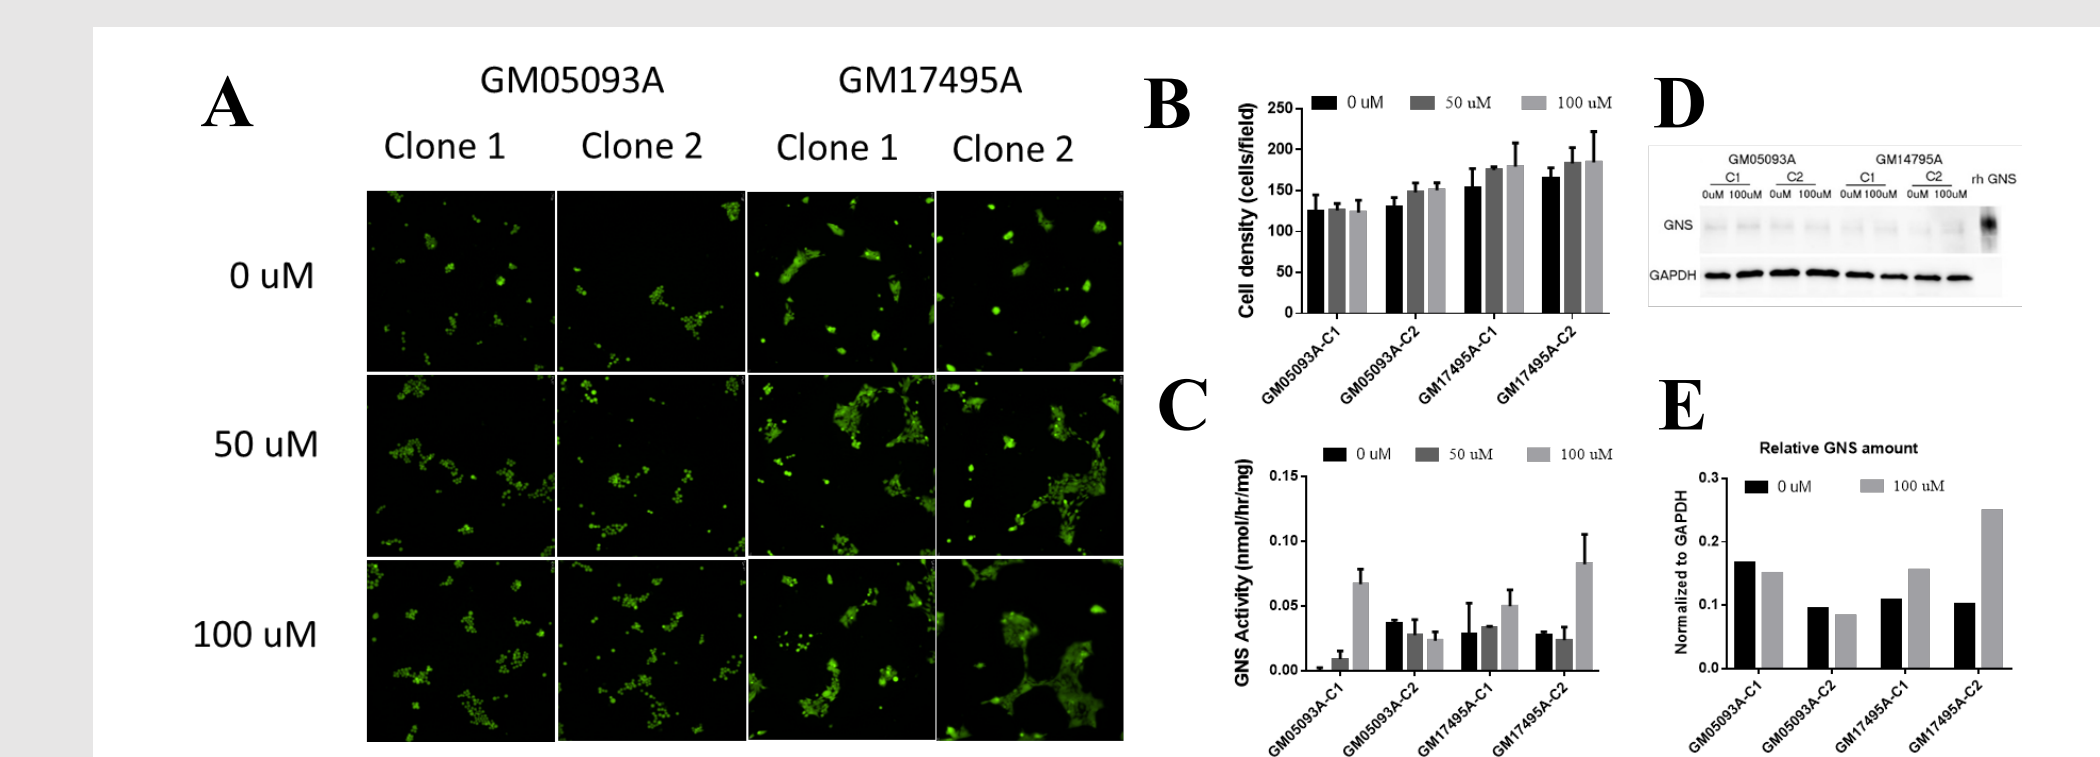 A
GM05093A GM17495A
Clone 1 Clone 2 Clone 1 Clone 2
0 uM
50 uM
100 uM
B
0 uM 50 uM 100 uM
Cell density (cells/field)
250
200
150
100
50
0
GM05093A-C1 GM05093A-C2 GM17495A-C1 GM17495A-C2
C
0 uM 50 uM 100 uM
GNS Activity (nmol/hr/mg)
0.15
0.10
0.05
0.00
GM05093A-C1 GM05093A-C2 GM17495A-C1 GM17495A-C2
D
GM05093A GM14795A
C1 C2 C1 C2 rh GNS
0uM 100uM 0uM 100uM 0uM 100uM 0uM 100uM
GNS
GAPDH
E
Relative GNS amount
0 uM 100 uM
Normalized to GAPDH
0.3
0.2
0.1
0.0
GM05093A-C1 GM05093A-C2 GM17495A-C1 GM17495A-C2